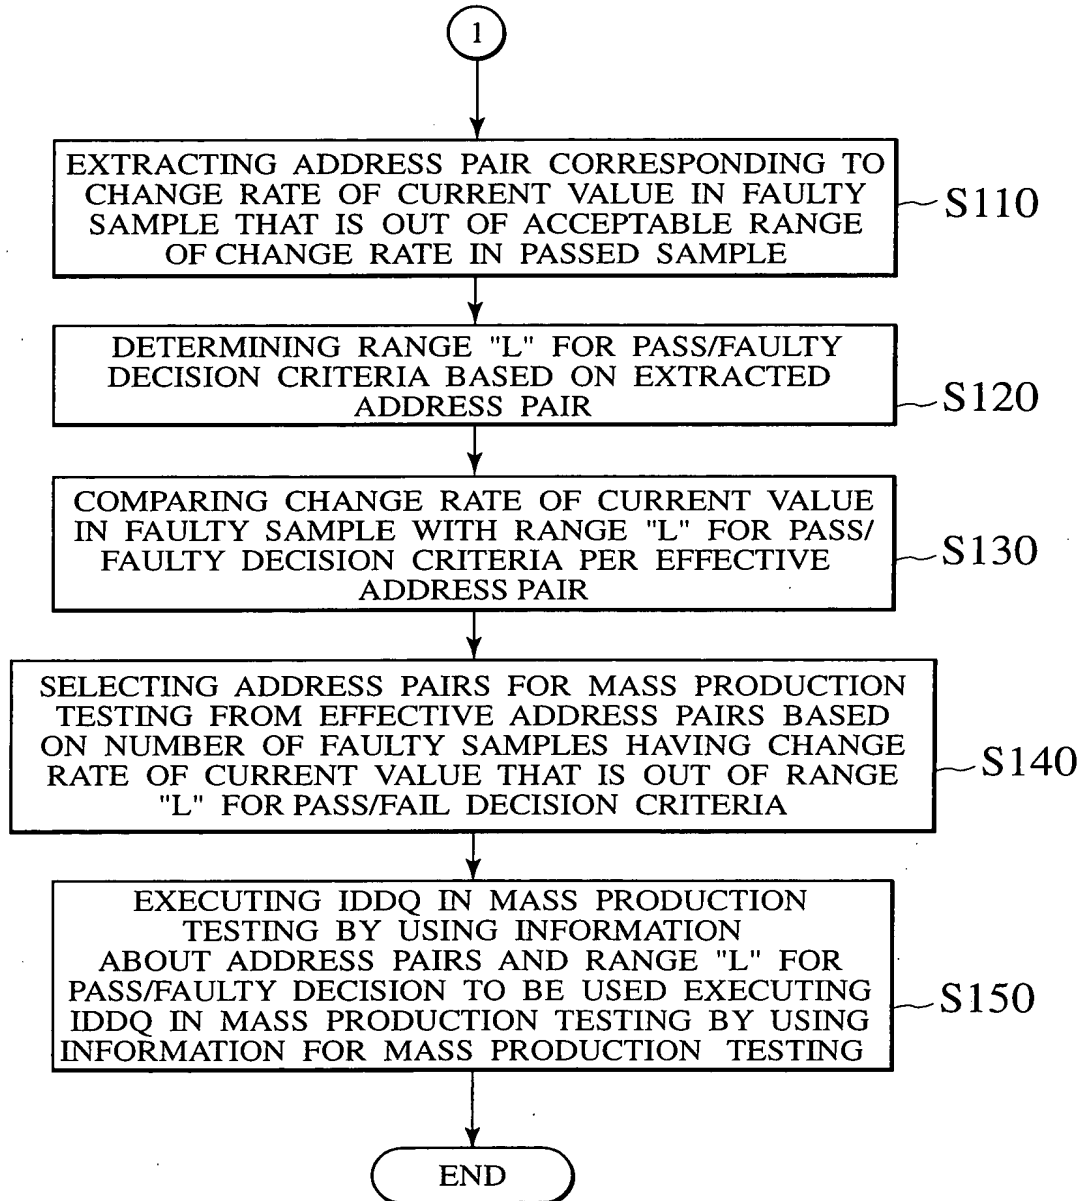 1
EXTRACTING ADDRESS PAIR CORRESPONDING TO
CHANGE RATE OF CURRENT VALUE IN FAULTY
SAMPLE THAT IS OUT OF ACCEPTABLE RANGE
OF CHANGE RATE IN PASSED SAMPLE
S110
DETERMINING RANGE "L" FOR PASS/FAULTY
DECISION CRITERIA BASED ON EXTRACTED
ADDRESS PAIR
S120
COMPARING CHANGE RATE OF CURRENT VALUE
IN FAULTY SAMPLE WITH RANGE "L" FOR PASS/
FAULTY DECISION CRITERIA PER EFFECTIVE
ADDRESS PAIR
S130
SELECTING ADDRESS PAIRS FOR MASS PRODUCTION
TESTING FROM EFFECTIVE ADDRESS PAIRS BASED
ON NUMBER OF FAULTY SAMPLES HAVING CHANGE
RATE OF CURRENT VALUE THAT IS OUT OF RANGE
"L" FOR PASS/FAIL DECISION CRITERIA
S140
EXECUTING IDDQ IN MASS PRODUCTION
TESTING BY USING INFORMATION
ABOUT ADDRESS PAIRS AND RANGE "L" FOR
PASS/FAULTY DECISION TO BE USED EXECUTING
IDDQ IN MASS PRODUCTION TESTING BY USING
INFORMATION FOR MASS PRODUCTION TESTING
S150
END